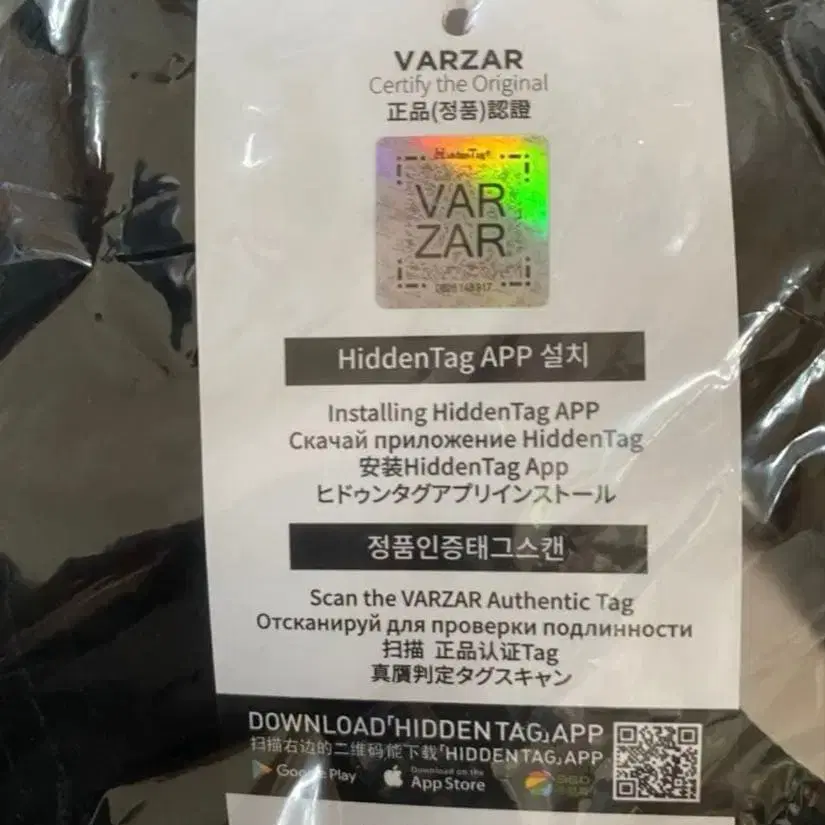 VARZAR
Certify the Original
正品(정품)認證
HiddenTag®
VAR
ZAR
HiddenTag APP 설치
Installing HiddenTag APP
Скачай приложение HiddenTag
安装HiddenTag App
ヒドゥンタグアプリインストール
정품인증태그스캔
Scan the VARZAR Authentic Tag
Отсканируй для проверки подлинности
扫描 正品认证Tag
真贋判定タグスキャン
DOWNLOAD「HIDDEN TAG」APP
扫描右边的二维码能下载「HIDDENTAG」APP
Google Play
Download on the
App Store